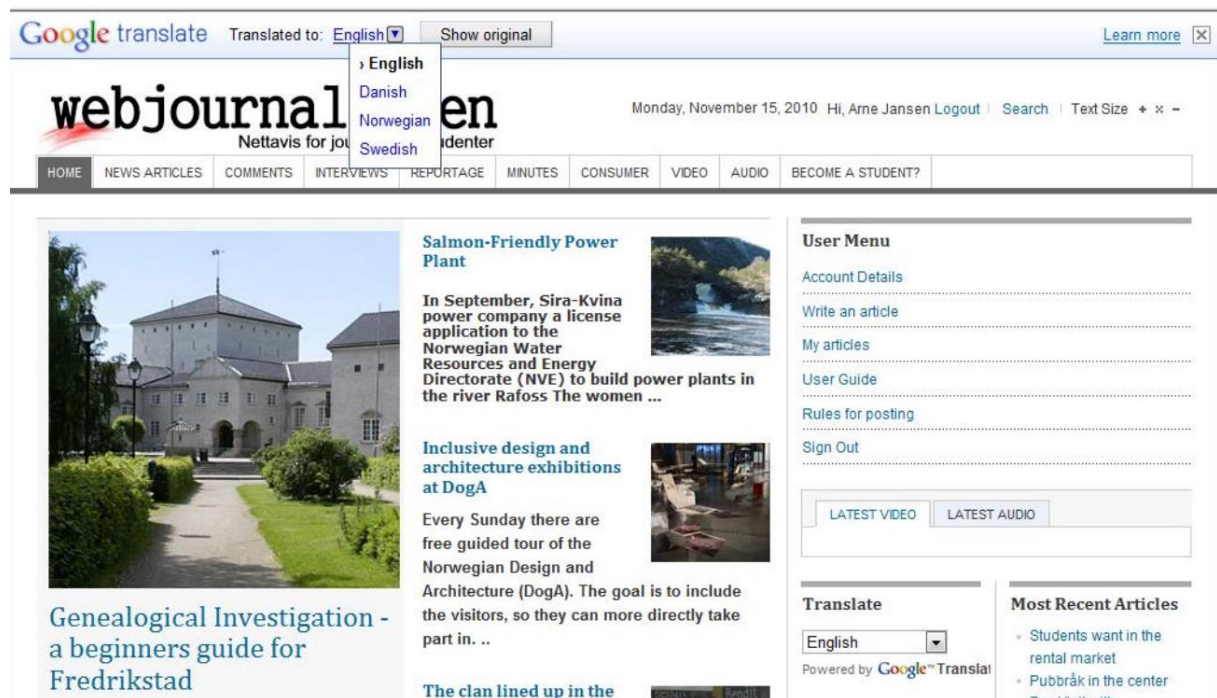 Google translate Translated to: English Show original Learn more
› English
Danish
Norwegian
Swedish
webjournal en
Nettavis for jou udenter
Monday, November 15, 2010 Hi, Arne Jansen Logout Search Text Size + × -
HOME NEWS ARTICLES COMMENTS INTERVIEWS REPORTAGE MINUTES CONSUMER VIDEO AUDIO BECOME A STUDENT?
Genealogical Investigation -
a beginners guide for
Fredrikstad
Salmon-Friendly Power
Plant
In September, Sira-Kvina
power company a license
application to the
Norwegian Water
Resources and Energy
Directorate (NVE) to build power plants in
the river Rafoss The women ...
Inclusive design and
architecture exhibitions
at DogA
Every Sunday there are
free guided tour of the
Norwegian Design and
Architecture (DogA). The goal is to include
the visitors, so they can more directly take
part in. ..
The clan lined up in the
User Menu
Account Details
Write an article
My articles
User Guide
Rules for posting
Sign Out
LATEST VIDEO LATEST AUDIO
Translate
English
Powered by Google™ Translat
Most Recent Articles
Students want in the
rental market
Pubbråk in the center